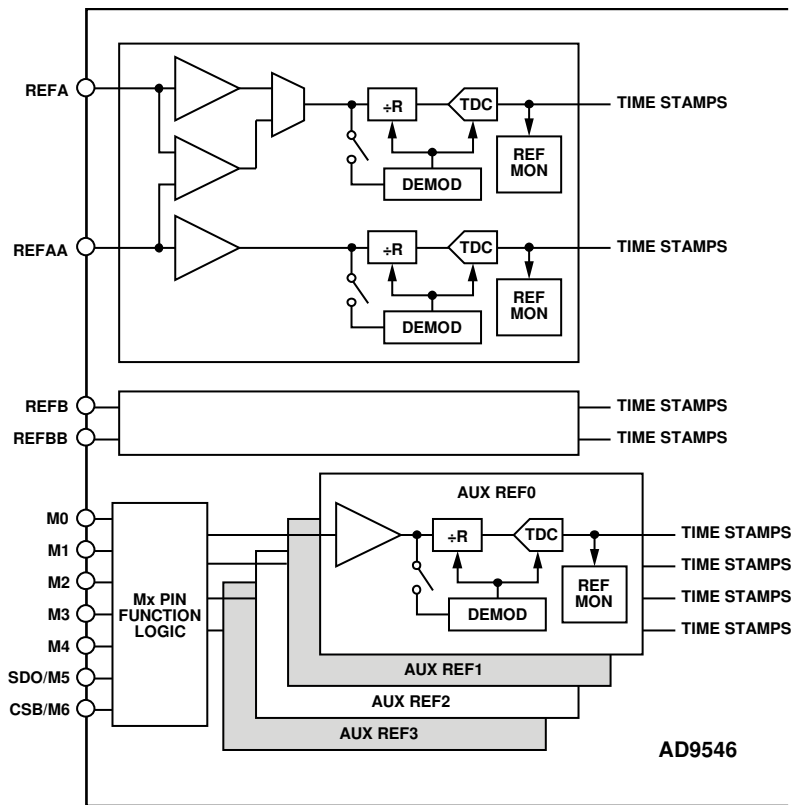 REFA
÷R
TDC
TIME STAMPS
REF
MON
DEMOD
REFAA
÷R
TDC
TIME STAMPS
REF
MON
DEMOD
REFB
TIME STAMPS
REFBB
TIME STAMPS
AUX REF0
M0
M1
M2
M3
M4
SDO/M5
CSB/M6
Mx PIN
FUNCTION
LOGIC
÷R
TDC
TIME STAMPS
TIME STAMPS
TIME STAMPS
TIME STAMPS
REF
MON
DEMOD
AUX REF1
AUX REF2
AUX REF3
AD9546